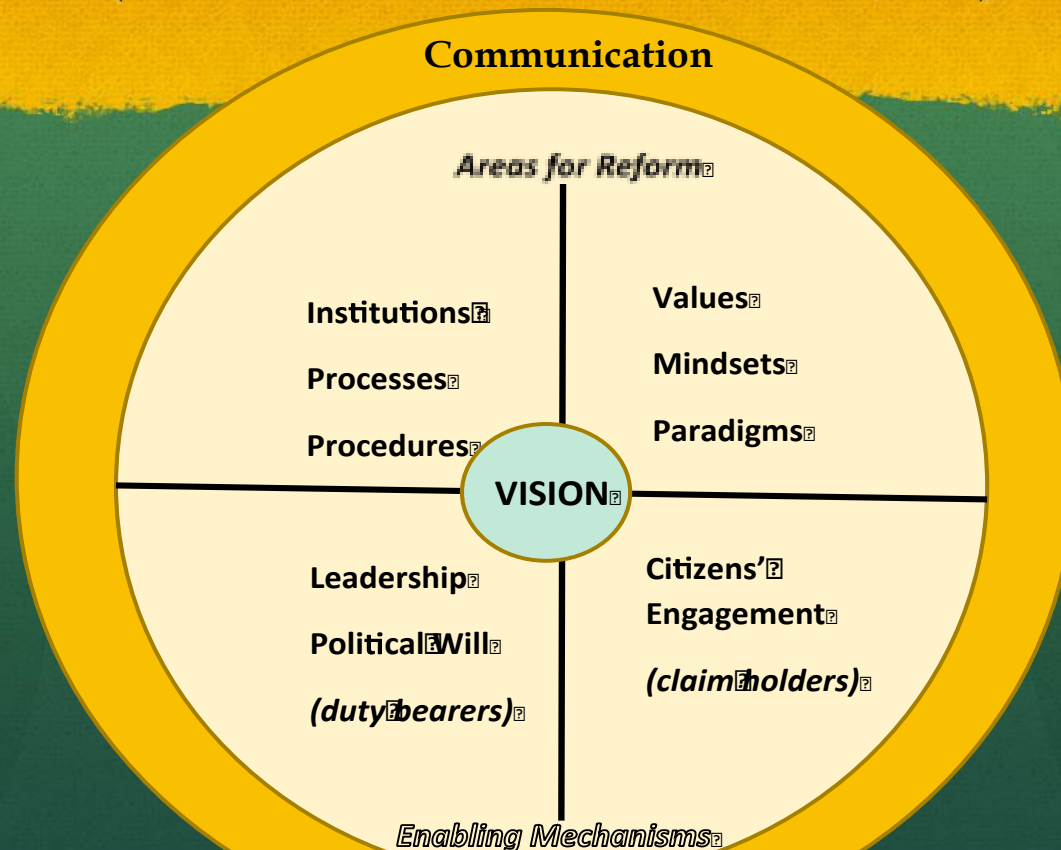 Communication
Areas for Reform
Institutions
Processes
Procedures
Values
Mindsets
Paradigms
VISION
Leadership
Political Will
(duty bearers)
Citizens’
Engagement
(claim holders)
Enabling Mechanisms